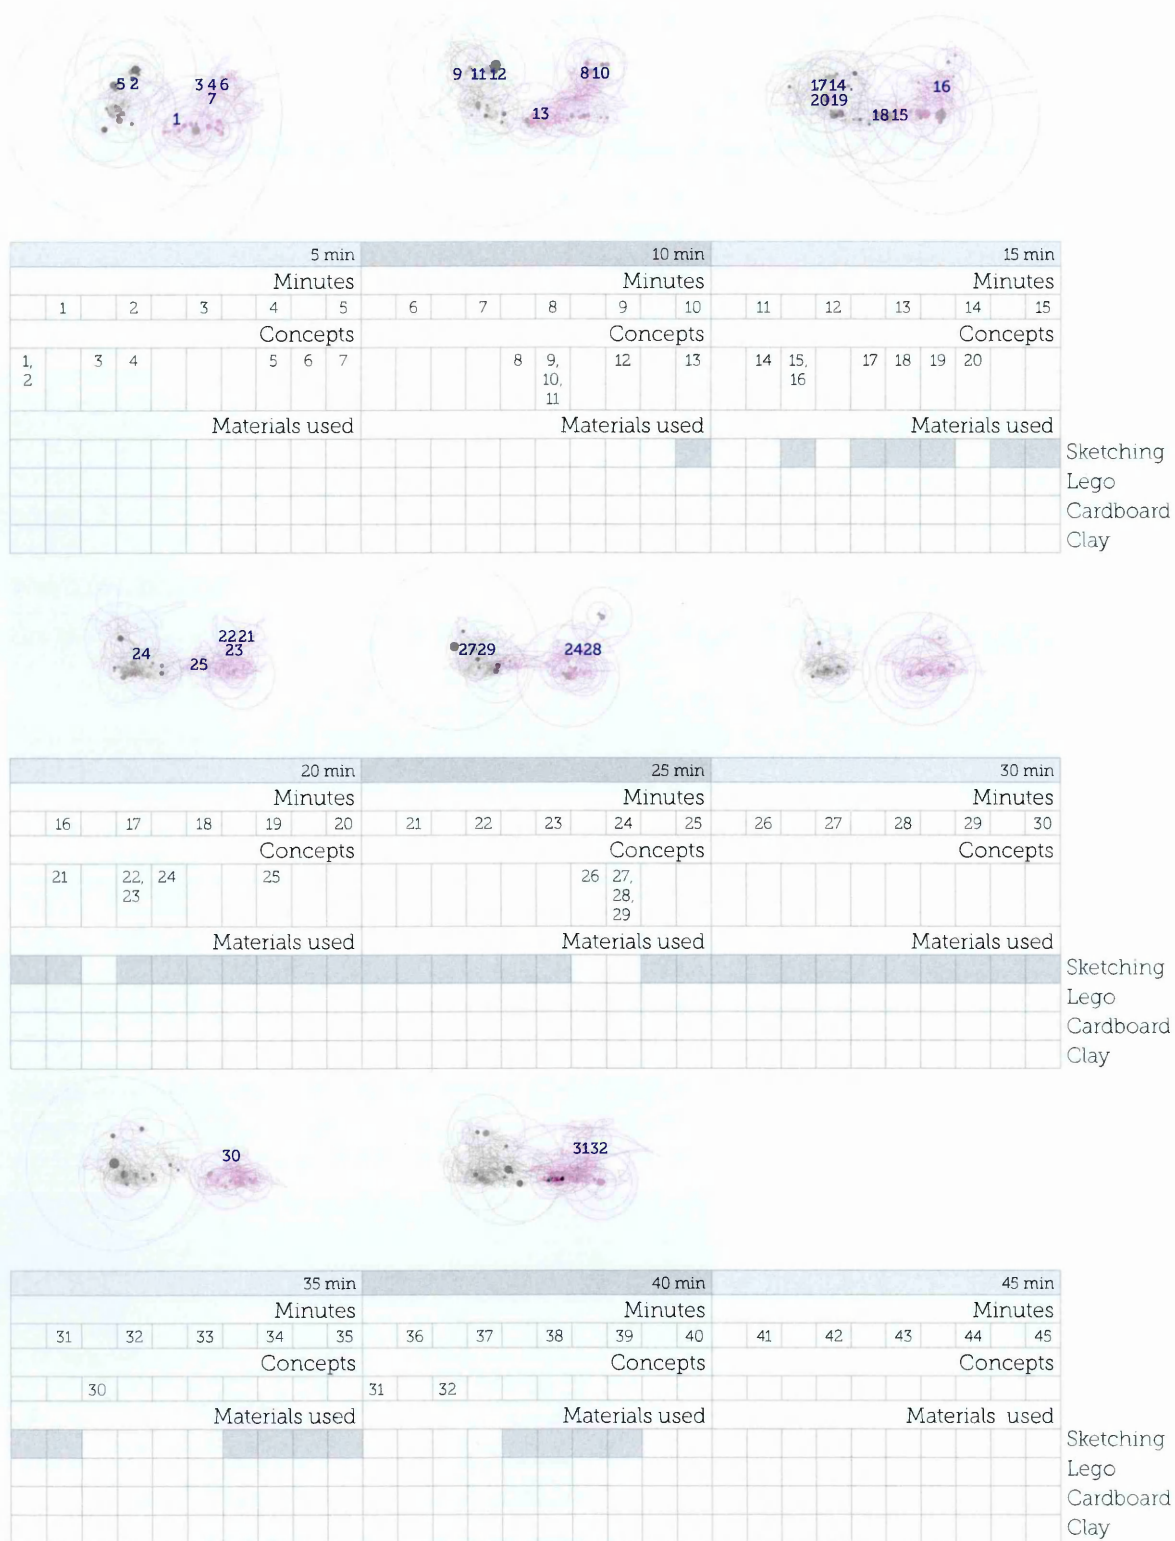 5 2 3 4 6
7
1
9 11 12 8 10
13
17 14 16
20 19
18 15
5 min 10 min 15 min
Minutes Minutes Minutes
1 2 3 4 5 6 7 8 9 10 11 12 13 14 15
Concepts Concepts Concepts
1, 3 4 5 6 7 8 9, 12 13 14 15, 17 18 19 20
2 10, 16
11
Materials used Materials used Materials used
Sketching
Lego
Cardboard
Clay
22 21
24 23
25
27 29 24 28
20 min 25 min 30 min
Minutes Minutes Minutes
16 17 18 19 20 21 22 23 24 25 26 27 28 29 30
Concepts Concepts Concepts
21 22, 24 25 26 27,
23 28,
29
Materials used Materials used Materials used
Sketching
Lego
Cardboard
Clay
30 31 32
35 min 40 min 45 min
Minutes Minutes Minutes
31 32 33 34 35 36 37 38 39 40 41 42 43 44 45
Concepts Concepts Concepts
30 31 32
Materials used Materials used Materials used
Sketching
Lego
Cardboard
Clay